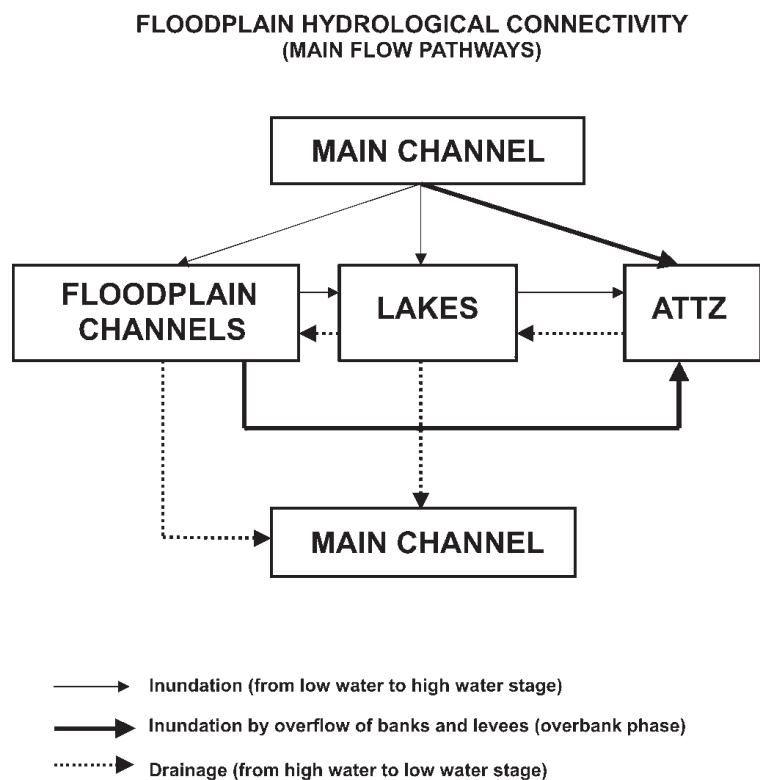 FLOODPLAIN HYDROLOGICAL CONNECTIVITY
(MAIN FLOW PATHWAYS)
MAIN CHANNEL
FLOODPLAIN
CHANNELS
LAKES
ATTZ
MAIN CHANNEL
Inundation (from low water to high water stage)
Inundation by overflow of banks and levees (overbank phase)
Drainage (from high water to low water stage)